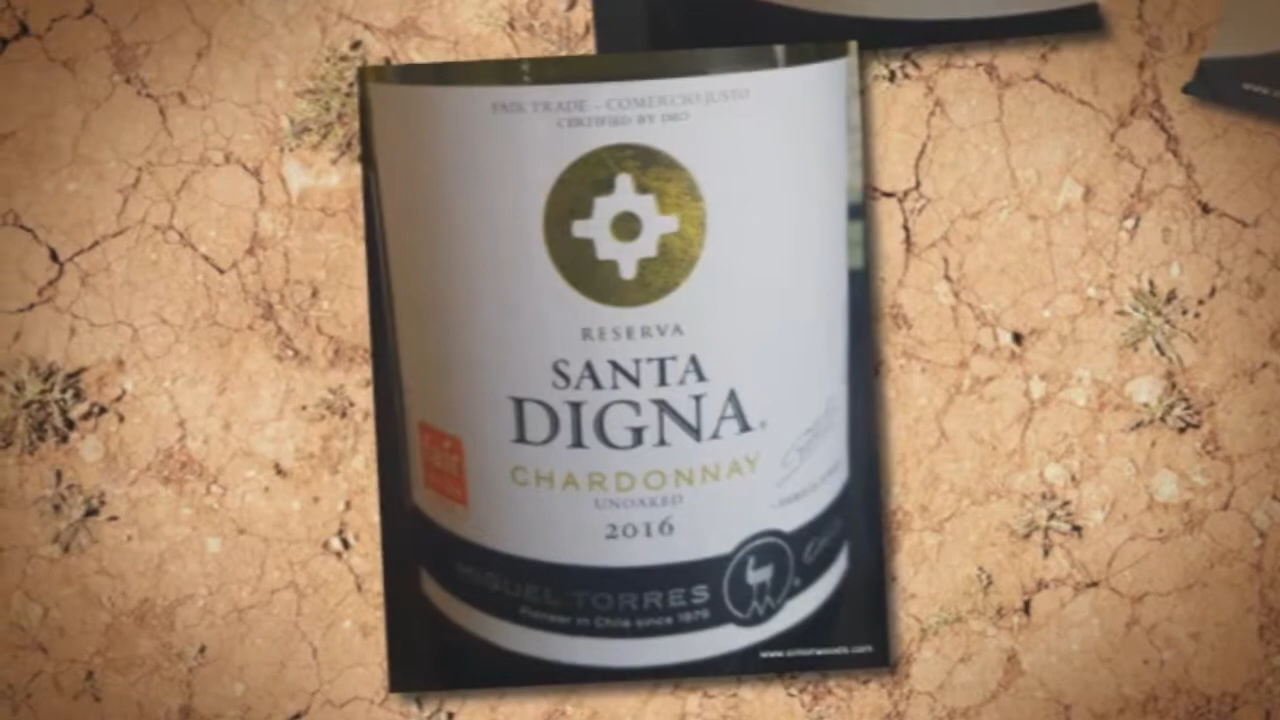 FAIR TRADE - COMERCIO JUSTO
CERTIFIED BY IMO
RESERVA
SANTA
DIGNA
CHARDONNAY
UNOAKED
2016
fair
MIGUEL TORRES
Pioneer in Chile since 1979